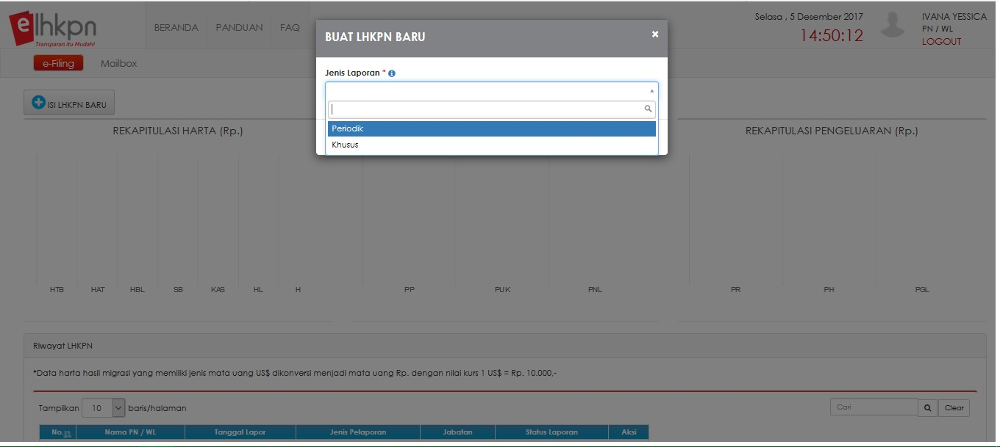 elhkpn
Transparan itu Mudah!
BERANDA PANDUAN FAQ
Selasa , 5 Desember 2017
14:50:12
IVANA YESSICA
PN / WL
LOGOUT
e-Filing Mailbox
BUAT LHKPN BARU ×
Jenis Laporan *
Periodik
Khusus
ISI LHKPN BARU
REKAPITULASI HARTA (Rp.)
HTB HAT HBL SB KAS HL H
PP PUK PNL
REKAPITULASI PENGELUARAN (Rp.)
PR PH PGL
Riwayat LHKPN
*Data harta hasil migrasi yang memiliki jenis mata uang US$ dikonversi menjadi mata uang Rp. dengan nilai kurs 1 US$ = Rp. 10.000,-
Tampilkan 10 baris/halaman
Cari Clear
No. Nama PN / WL Tanggal Lapor Jenis Pelaporan Jabatan Status Laporan Aksi